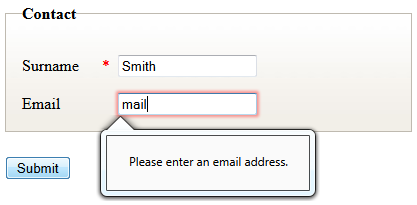 Contact
Surname * Smith
Email mail
Please enter an email address.
Submit